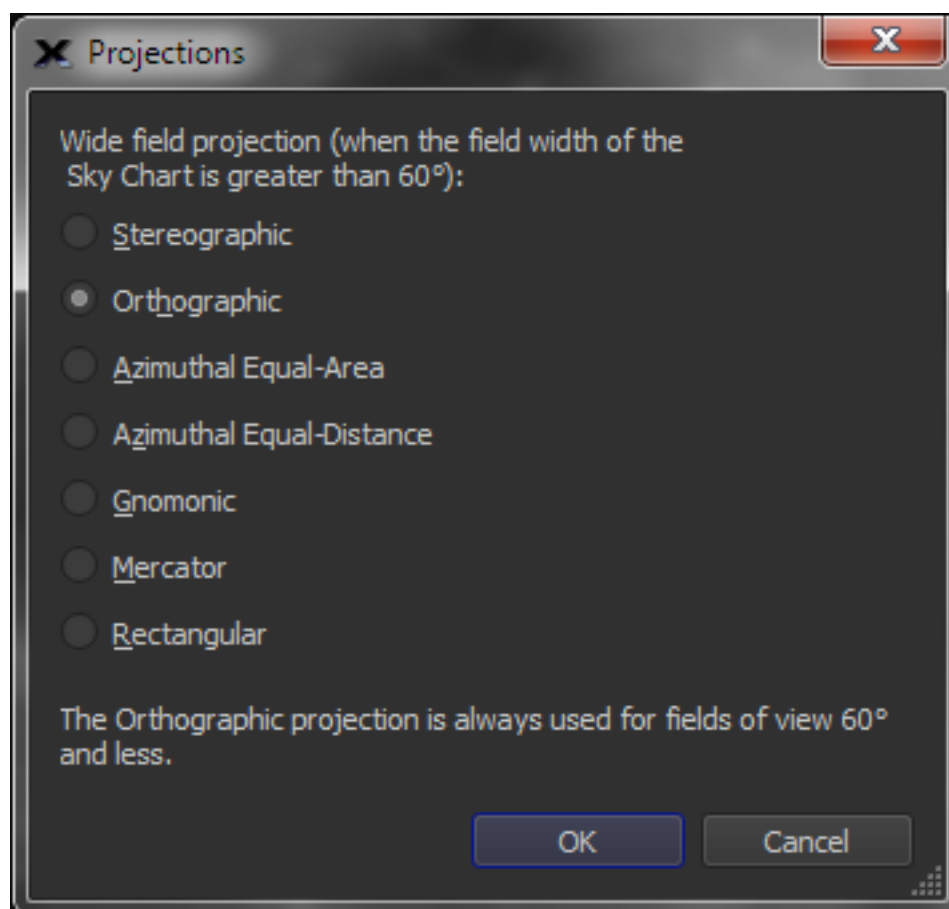 Projections
Wide field projection (when the field width of the
Sky Chart is greater than 60°):
Stereographic
Orthographic
Azimuthal Equal-Area
Azimuthal Equal-Distance
Gnomonic
Mercator
Rectangular
The Orthographic projection is always used for fields of view 60°
and less.
OK
Cancel